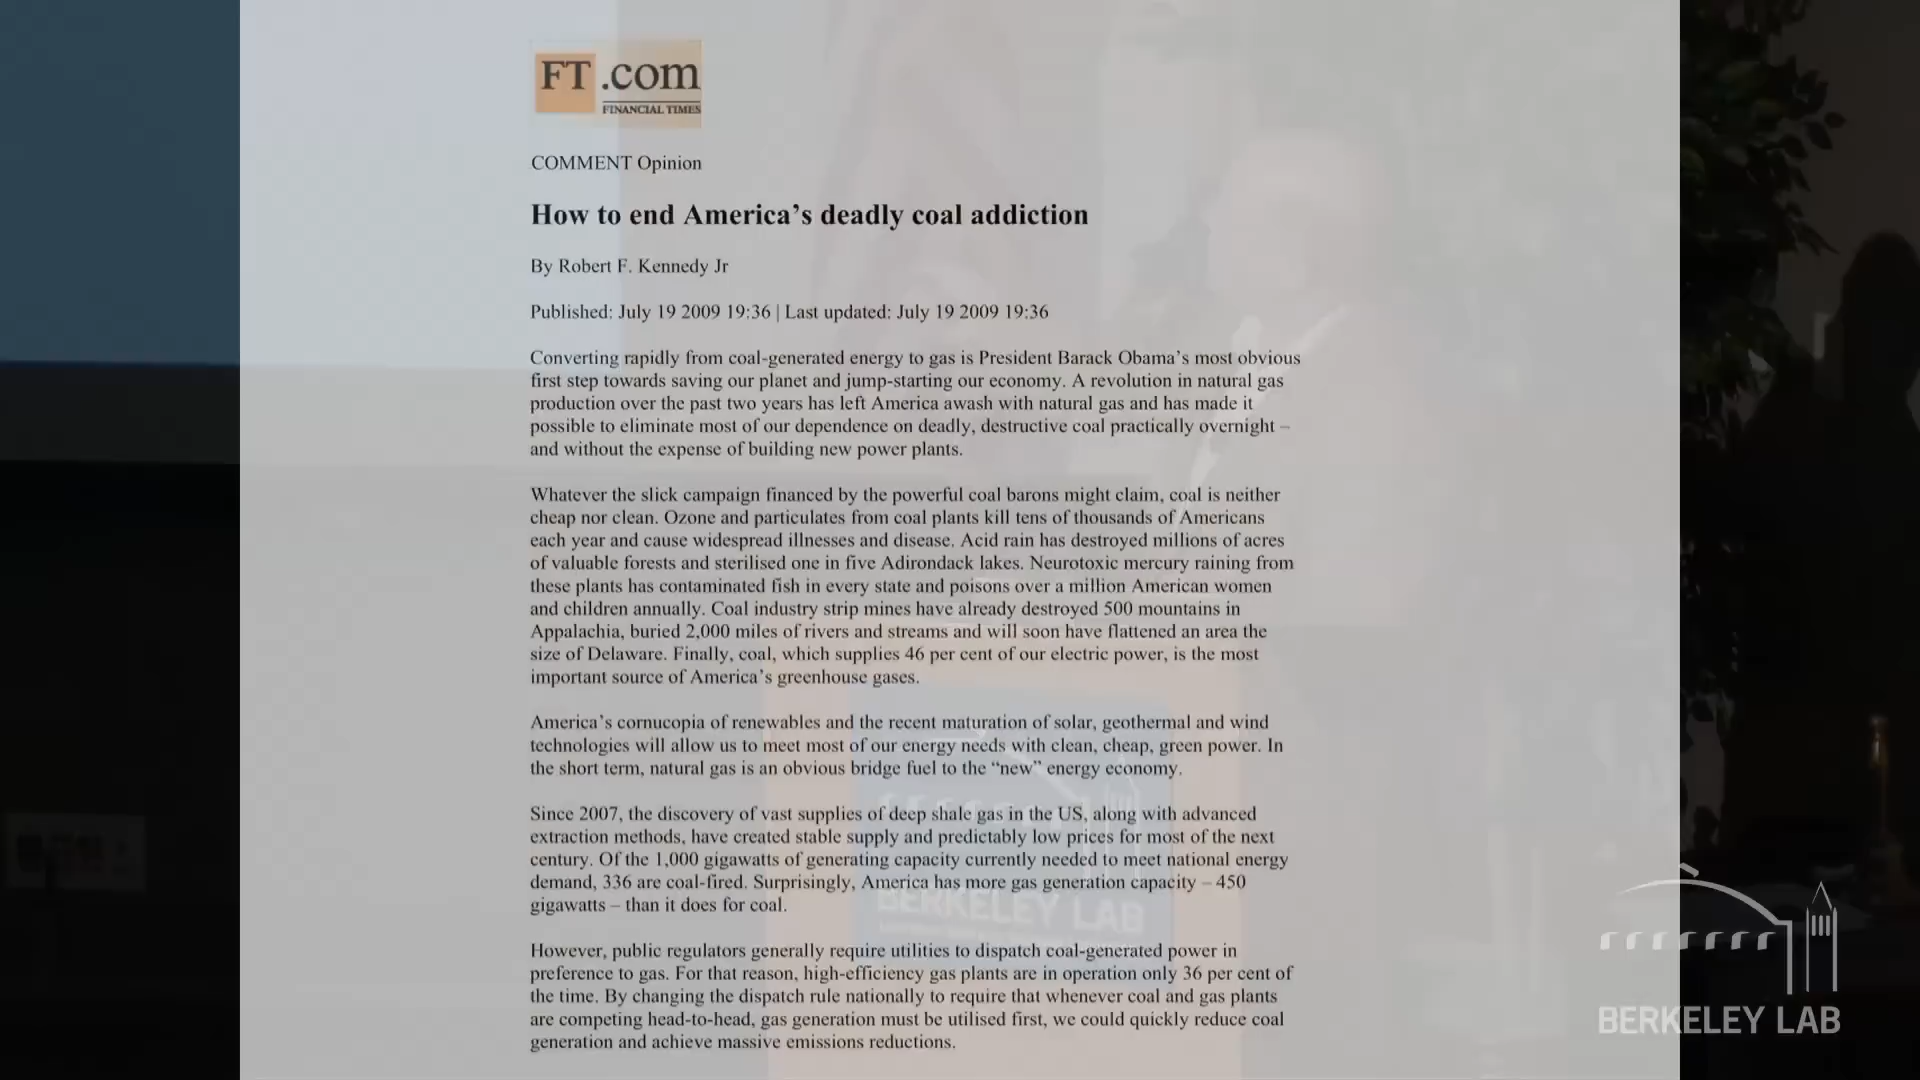 FT.com
FINANCIAL TIMES
COMMENT Opinion
How to end America’s deadly coal addiction
By Robert F. Kennedy Jr
Published: July 19 2009 19:36 | Last updated: July 19 2009 19:36
Converting rapidly from coal-generated energy to gas is President Barack Obama’s most obvious
first step towards saving our planet and jump-starting our economy. A revolution in natural gas
production over the past two years has left America awash with natural gas and has made it
possible to eliminate most of our dependence on deadly, destructive coal practically overnight –
and without the expense of building new power plants.
Whatever the slick campaign financed by the powerful coal barons might claim, coal is neither
cheap nor clean. Ozone and particulates from coal plants kill tens of thousands of Americans
each year and cause widespread illnesses and disease. Acid rain has destroyed millions of acres
of valuable forests and sterilised one in five Adirondack lakes. Neurotoxic mercury raining from
these plants has contaminated fish in every state and poisons over a million American women
and children annually. Coal industry strip mines have already destroyed 500 mountains in
Appalachia, buried 2,000 miles of rivers and streams and will soon have flattened an area the
size of Delaware. Finally, coal, which supplies 46 per cent of our electric power, is the most
important source of America’s greenhouse gases.
America’s cornucopia of renewables and the recent maturation of solar, geothermal and wind
technologies will allow us to meet most of our energy needs with clean, cheap, green power. In
the short term, natural gas is an obvious bridge fuel to the “new” energy economy.
Since 2007, the discovery of vast supplies of deep shale gas in the US, along with advanced
extraction methods, have created stable supply and predictably low prices for most of the next
century. Of the 1,000 gigawatts of generating capacity currently needed to meet national energy
demand, 336 are coal-fired. Surprisingly, America has more gas generation capacity – 450
gigawatts – than it does for coal.
BERKELEY LAB
However, public regulators generally require utilities to dispatch coal-generated power in
preference to gas. For that reason, high-efficiency gas plants are in operation only 36 per cent of
the time. By changing the dispatch rule nationally to require that whenever coal and gas plants
are competing head-to-head, gas generation must be utilised first, we could quickly reduce coal
generation and achieve massive emissions reductions.
BERKELEY LAB